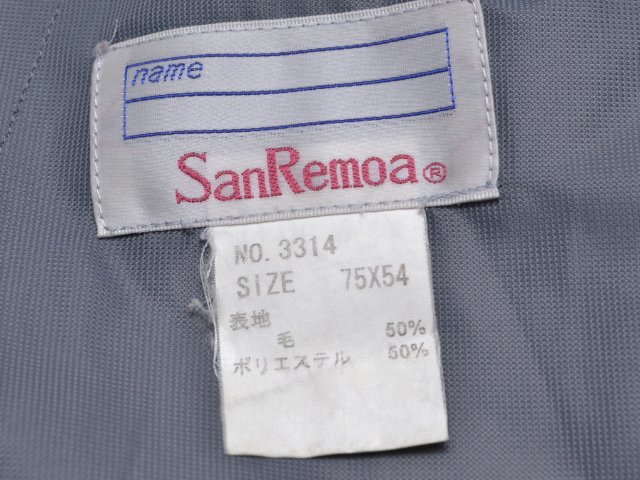 name
SanRemoa®
NO. 3314
SIZE 75X54
表地
毛 50%
ポリエステル 50%